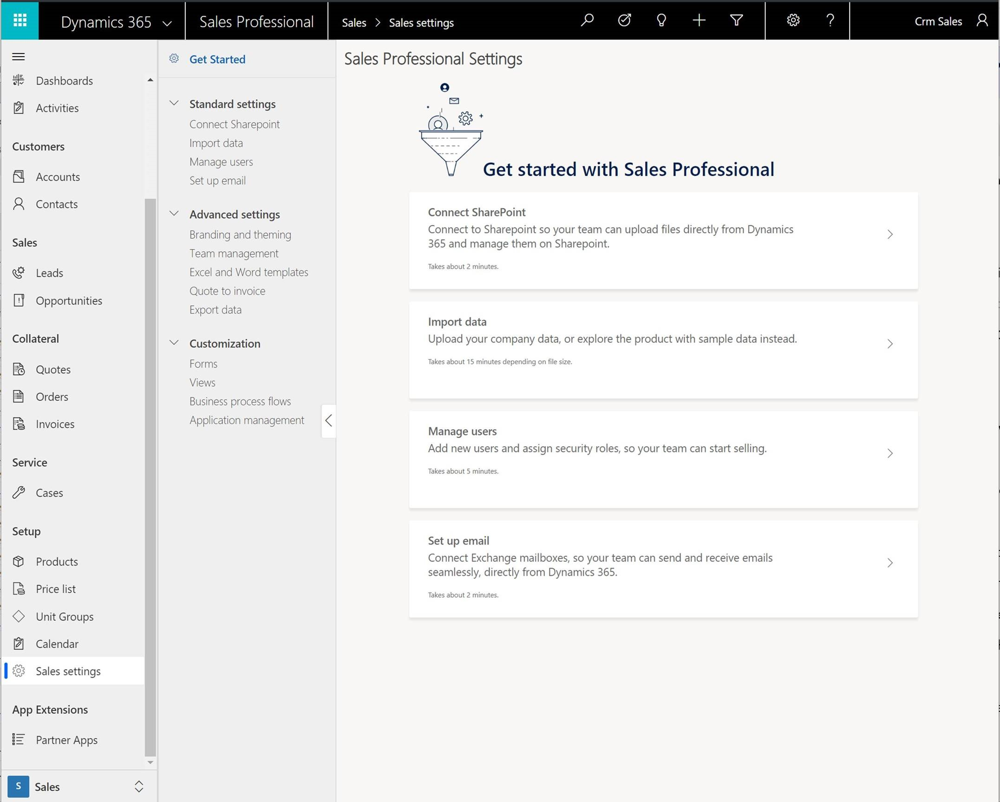 Dynamics 365
Sales Professional
Sales > Sales settings
Crm Sales
Dashboards
Activities
Customers
Accounts
Contacts
Sales
Leads
Opportunities
Collateral
Quotes
Orders
Invoices
Service
Cases
Setup
Products
Price list
Unit Groups
Calendar
Sales settings
App Extensions
Partner Apps
S
Sales
Get Started
Standard settings
Connect Sharepoint
Import data
Manage users
Set up email
Advanced settings
Branding and theming
Team management
Excel and Word templates
Quote to invoice
Export data
Customization
Forms
Views
Business process flows
Application management
Sales Professional Settings
Get started with Sales Professional
Connect SharePoint
Connect to Sharepoint so your team can upload files directly from Dynamics
365 and manage them on Sharepoint.
Takes about 2 minutes.
Import data
Upload your company data, or explore the product with sample data instead.
Takes about 15 minutes depending on file size.
Manage users
Add new users and assign security roles, so your team can start selling.
Takes about 5 minutes.
Set up email
Connect Exchange mailboxes, so your team can send and receive emails
seamlessly, directly from Dynamics 365.
Takes about 2 minutes.